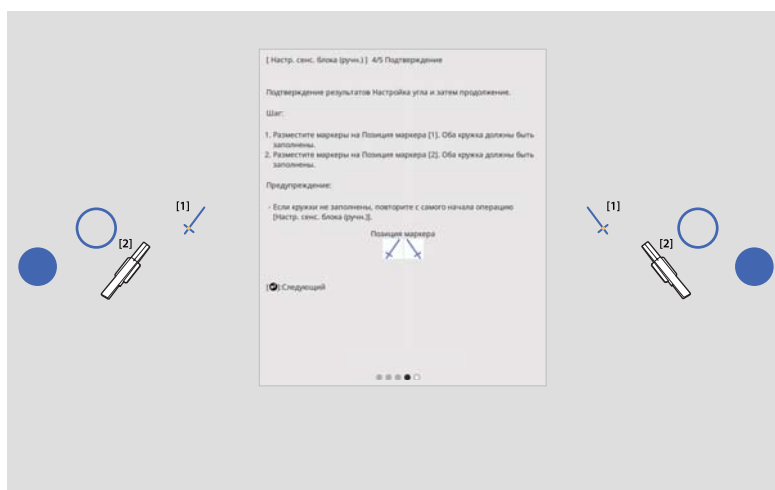 [ Настр. сенс. блока (ручн.) ] 4/5 Подтверждение
Подтверждение результатов Настройка угла и затем продолжение.
Шаг:
1. Разместите маркеры на Позиция маркера [1]. Оба кружка должны быть
заполнены.
2. Разместите маркеры на Позиция маркера [2]. Оба кружка должны быть
заполнены.
Предупреждение:
- Если кружки не заполнены, повторите с самого начала операцию
[Настр. сенс. блока (ручн.)].
[1]
[1]
[2]
[2]
Позиция маркера
[ ]:Следующий